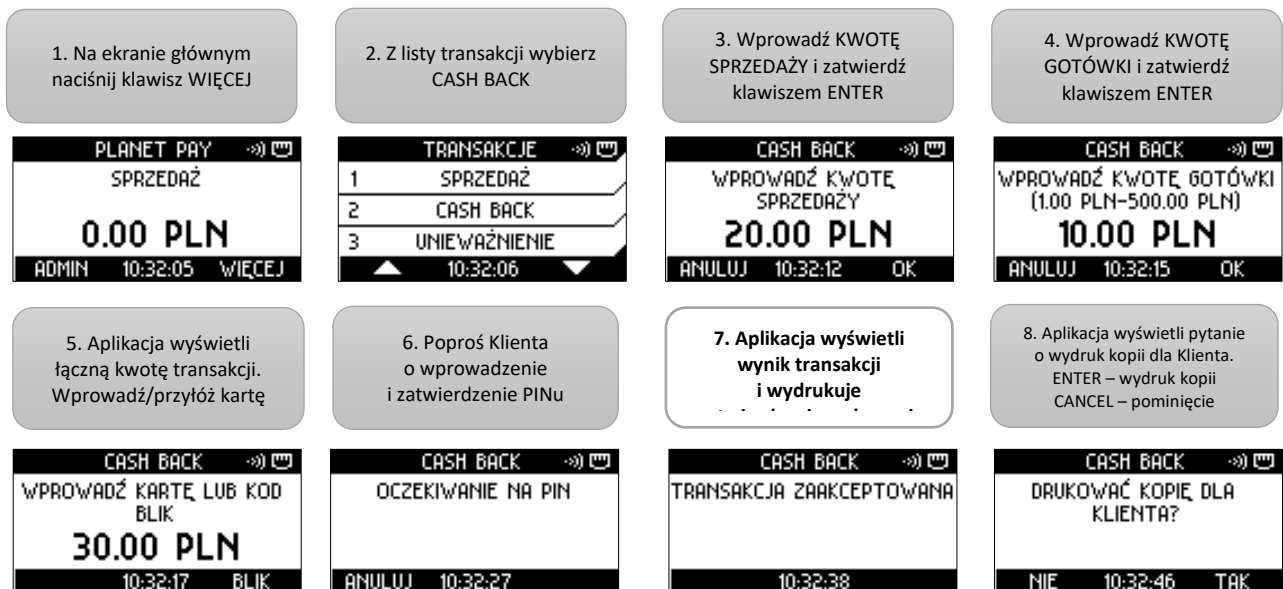 1. Na ekranie głównym
naciśnij klawisz WIĘCEJ
2. Z listy transakcji wybierz
CASH BACK
3. Wprowadź KWOTĘ
SPRZEDAŻY i zatwierdź
klawiszem ENTER
4. Wprowadź KWOTĘ
GOTÓWKI i zatwierdź
klawiszem ENTER
PLANET PAY
SPRZEDAŻ
0.00 PLN
ADMIN 10:32:05 WIĘCEJ
TRANSAKCJE
1 SPRZEDAŻ
2 CASH BACK
3 UNIEWAŻNIENIE
10:32:06
CASH BACK
WPROWADŹ KWOTĘ
SPRZEDAŻY
20.00 PLN
ANULUJ 10:32:12 OK
CASH BACK
WPROWADŹ KWOTĘ GOTÓWKI
(1.00 PLN-500.00 PLN)
10.00 PLN
ANULUJ 10:32:15 OK
5. Aplikacja wyświetli
łączną kwotę transakcji.
Wprowadź/przyłóż kartę
6. Poproś Klienta
o wprowadzenie
i zatwierdzenie PINu
7. Aplikacja wyświetli
wynik transakcji
i wydrukuje
8. Aplikacja wyświetli pytanie
o wydruk kopii dla Klienta.
ENTER – wydruk kopii
CANCEL – pominięcie
CASH BACK
WPROWADŹ KARTĘ LUB KOD
BLIK
30.00 PLN
10:32:17 BLIK
CASH BACK
OCZEKIWANIE NA PIN
ANULUJ 10:32:27
CASH BACK
TRANSAKCJA ZAAKCEPTOWANA
10:32:38
CASH BACK
DRUKOWAĆ KOPIĘ DLA
KLIENTA?
NIE 10:32:46 TAK